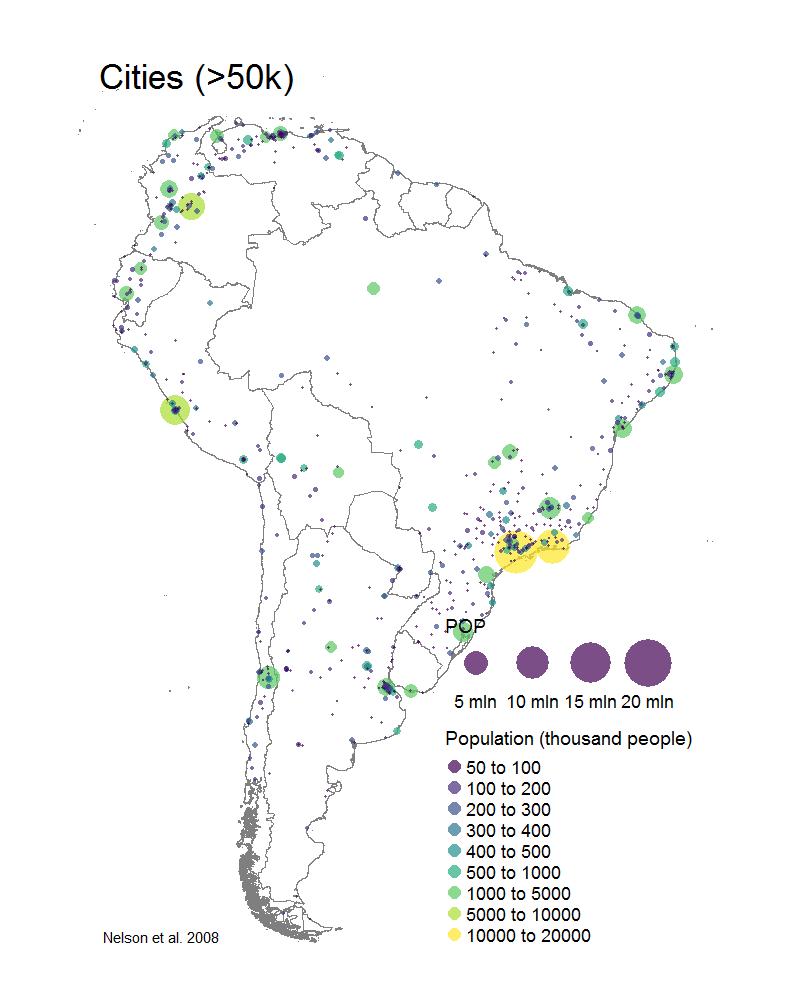 Cities (>50k)
POP
5 mln 10 mln 15 mln 20 mln
Population (thousand people)
50 to 100
100 to 200
200 to 300
300 to 400
400 to 500
500 to 1000
1000 to 5000
5000 to 10000
10000 to 20000
Nelson et al. 2008